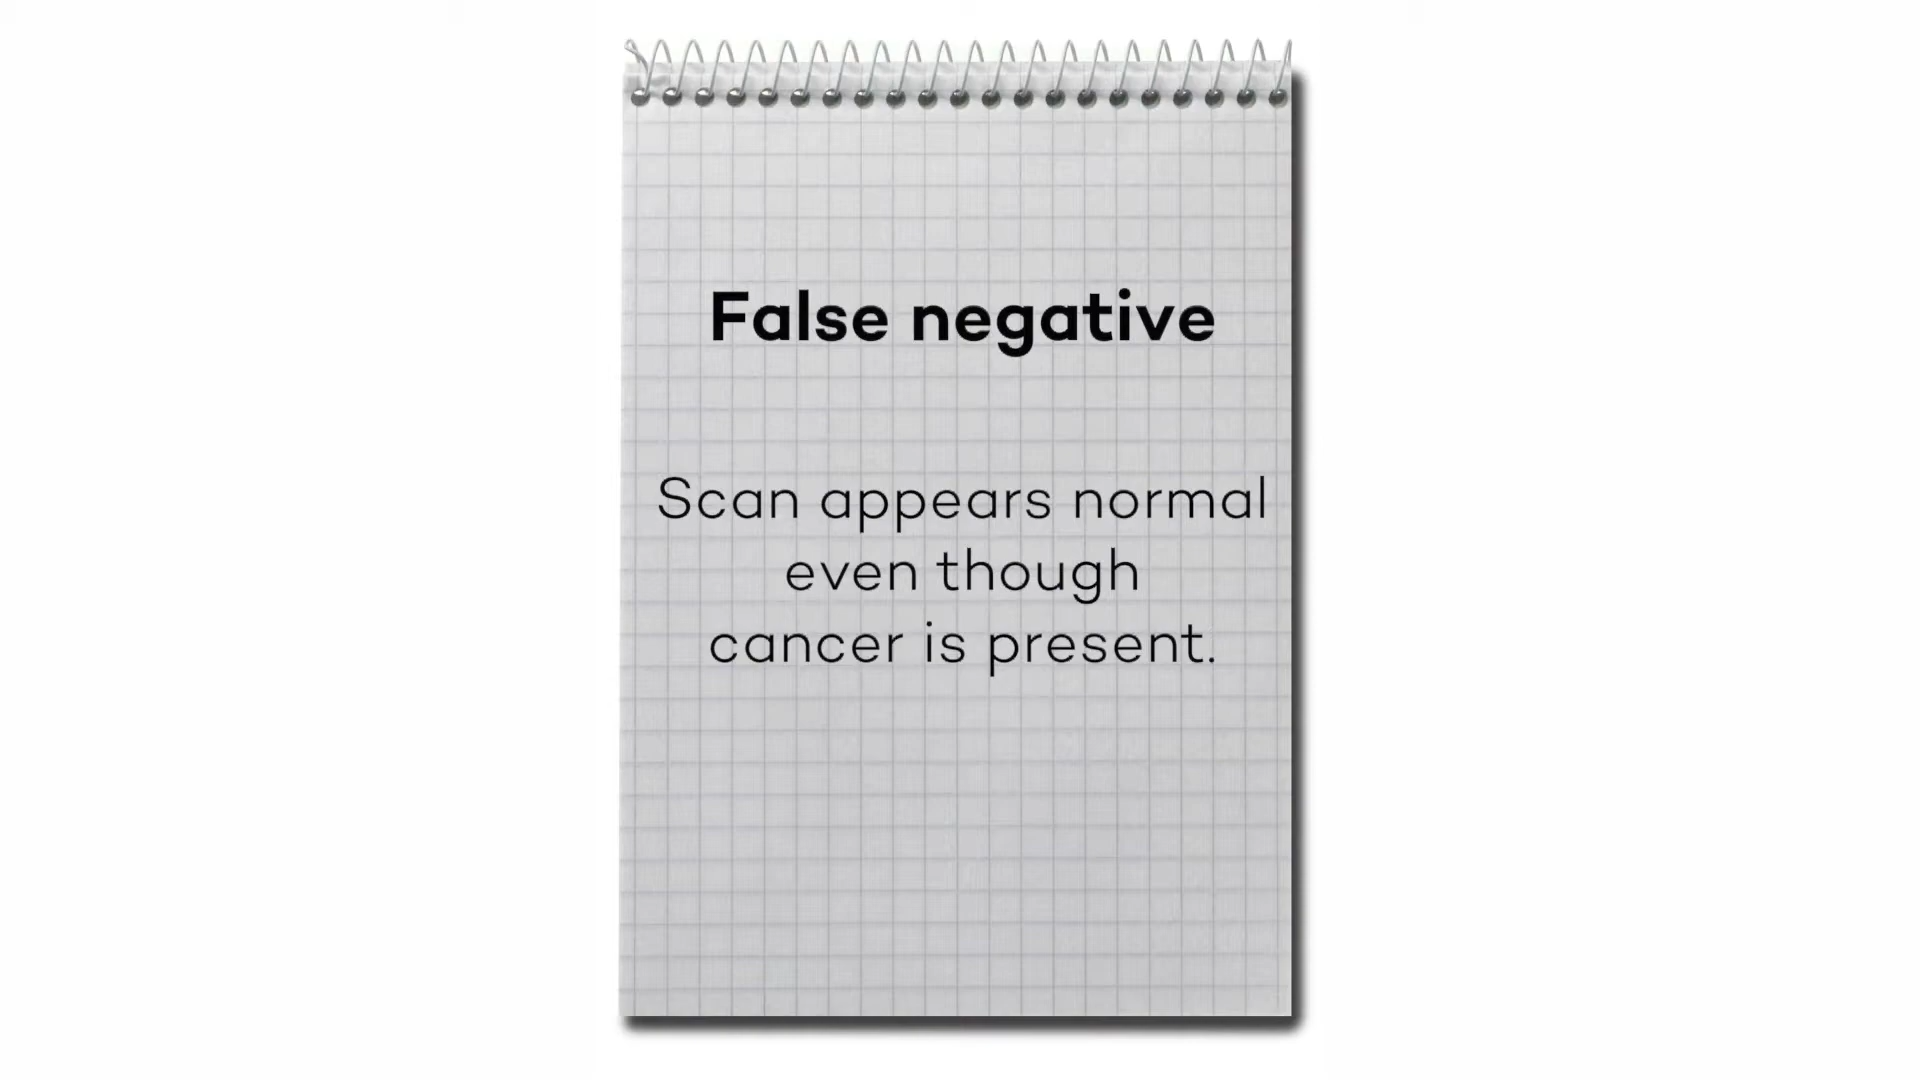 False negative
Scan appears normal
even though
cancer is present.